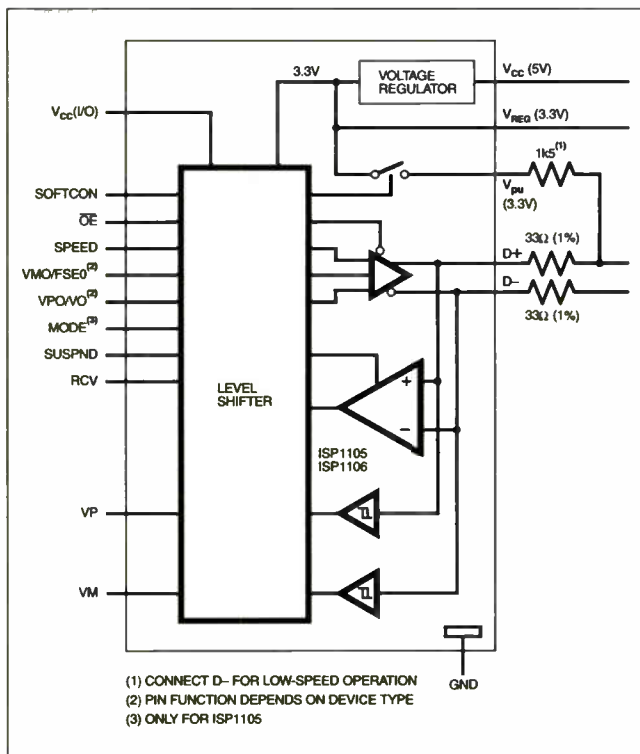 3.3V
VOLTAGE
REGULATOR
VCC (5V)
VCC(I/O)
VREG (3.3V)
1k5(1)
SOFTCON
Vpu
(3.3V)
OE
SPEED
D+
33Ω (1%)
VMO/FSE0(2)
D–
VPO/VO(2)
33Ω (1%)
MODE(3)
SUSPND
RCV
+
LEVEL
SHIFTER
–
ISP1105
ISP1106
VP
VM
GND
(1) CONNECT D– FOR LOW-SPEED OPERATION
(2) PIN FUNCTION DEPENDS ON DEVICE TYPE
(3) ONLY FOR ISP1105